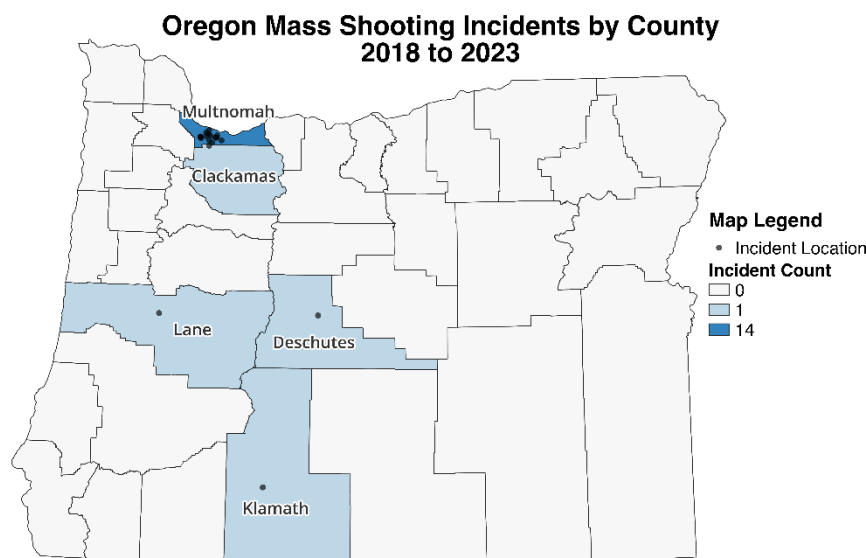 Oregon Mass Shooting Incidents by County
2018 to 2023
Multnomah
Clackamas
Lane
Deschutes
Klamath
Map Legend
Incident Location
Incident Count
0
1
14